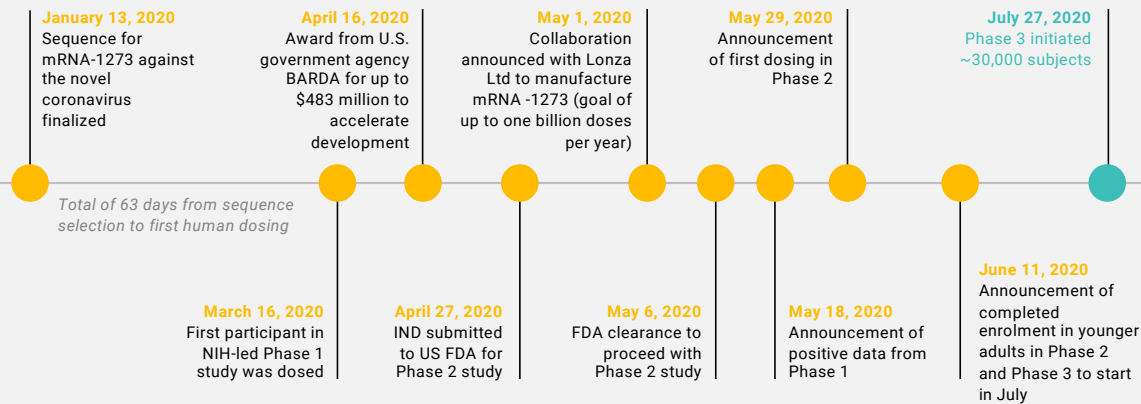 January 13, 2020
Sequence for
mRNA-1273 against
the novel
coronavirus
finalized
April 16, 2020
Award from U.S.
government agency
BARDA for up to
$483 million to
accelerate
development
May 1, 2020
Collaboration
announced with Lonza
Ltd to manufacture
mRNA -1273 (goal of
up to one billion doses
per year)
May 29, 2020
Announcement
of first dosing in
Phase 2
July 27, 2020
Phase 3 initiated
~30,000 subjects
Total of 63 days from sequence
selection to first human dosing
March 16, 2020
First participant in
NIH-led Phase 1
study was dosed
April 27, 2020
IND submitted
to US FDA for
Phase 2 study
May 6, 2020
FDA clearance to
proceed with
Phase 2 study
May 18, 2020
Announcement of
positive data from
Phase 1
June 11, 2020
Announcement of
completed
enrolment in younger
adults in Phase 2
and Phase 3 to start
in July